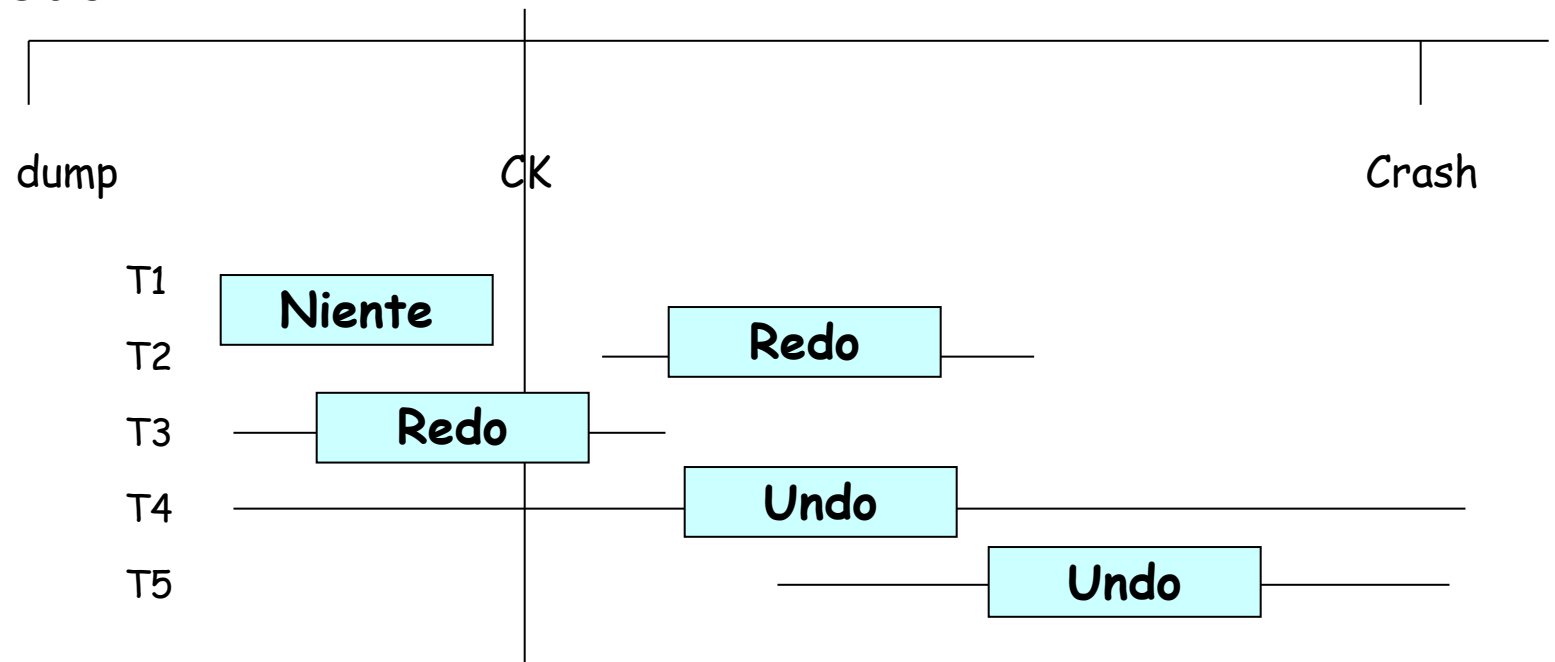 dump CK Crash
T1 Niente
T2 Redo
T3 Redo
T4 Undo
T5 Undo